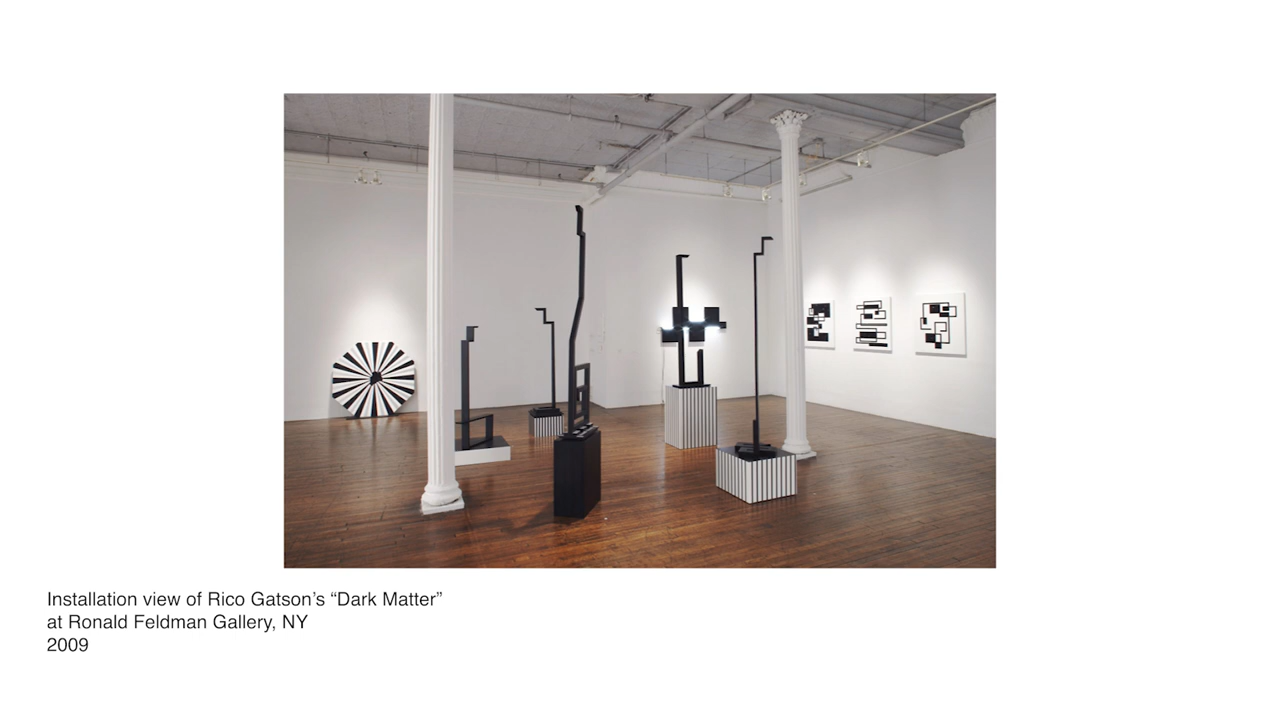 Installation view of Rico Gatson’s “Dark Matter”
at Ronald Feldman Gallery, NY
2009